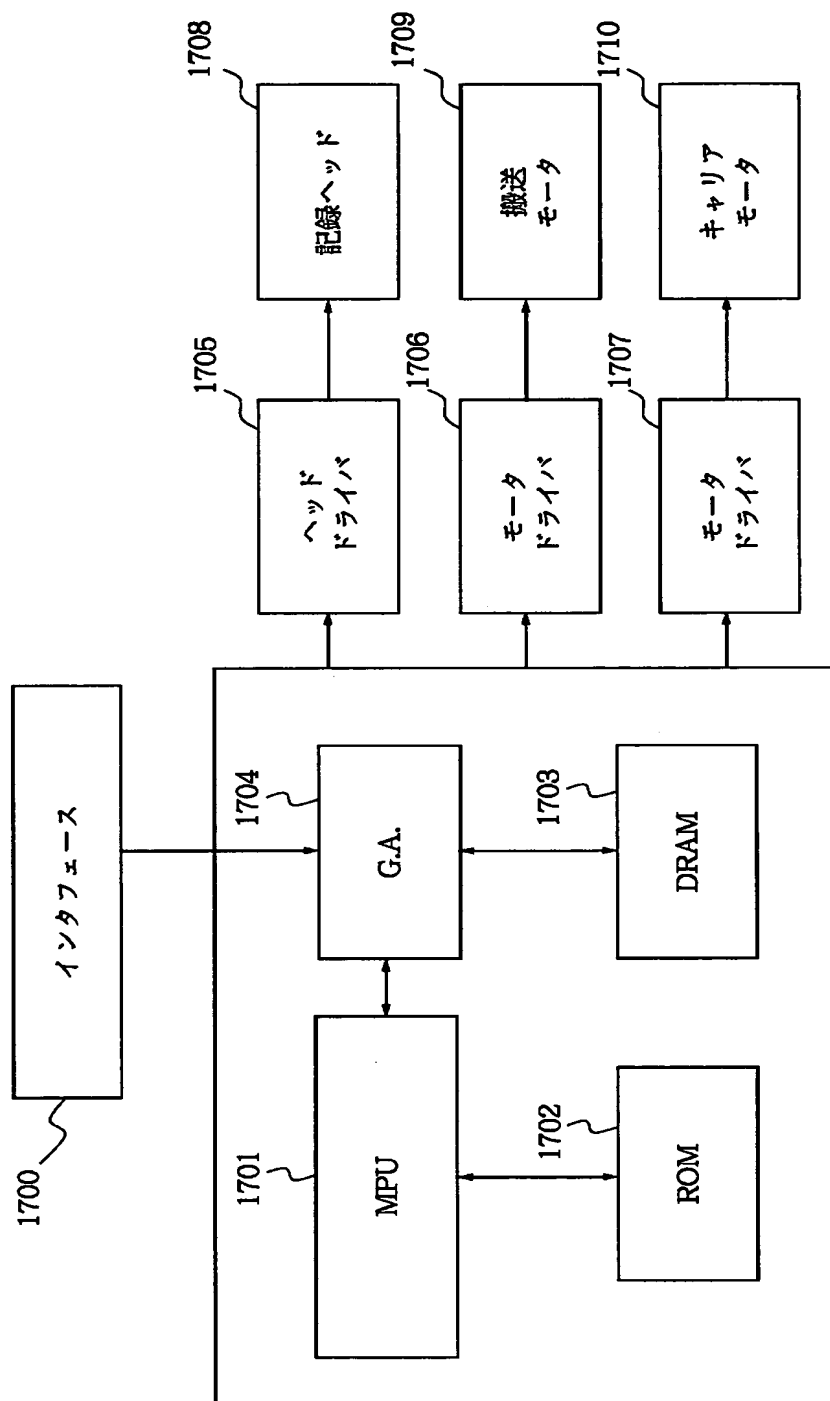 1700
インタフェース
1701
MPU
1704
G.A.
1702
ROM
1703
DRAM
1705
ヘッド
ドライバ
1708
記録ヘッド
1706
モータ
ドライバ
1709
搬送
モータ
1707
モータ
ドライバ
1710
キャリア
モータ